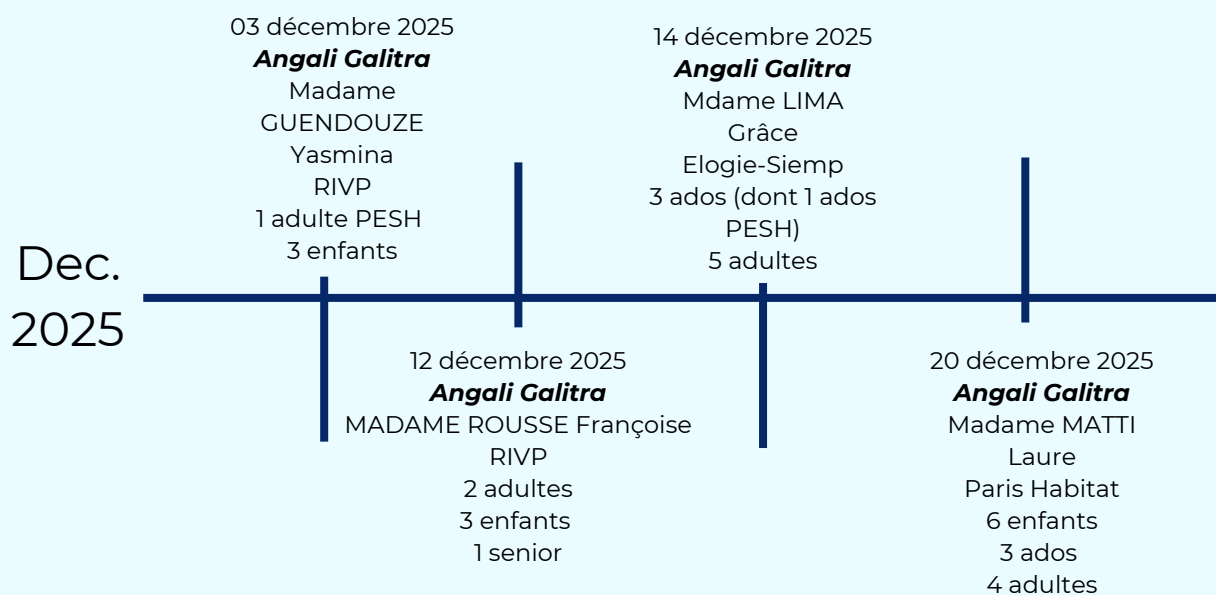 Dec.
2025
03 décembre 2025
Angali Galitra
Madame
GUENDOUZE
Yasmina
RIVP
1 adulte PESH
3 enfants
12 décembre 2025
Angali Galitra
MADAME ROUSSE Françoise
RIVP
2 adultes
3 enfants
1 senior
14 décembre 2025
Angali Galitra
Mdame LIMA
Grâce
Elogie-Siemp
3 ados (dont 1 ados
PESH)
5 adultes
20 décembre 2025
Angali Galitra
Madame MATTI
Laure
Paris Habitat
6 enfants
3 ados
4 adultes